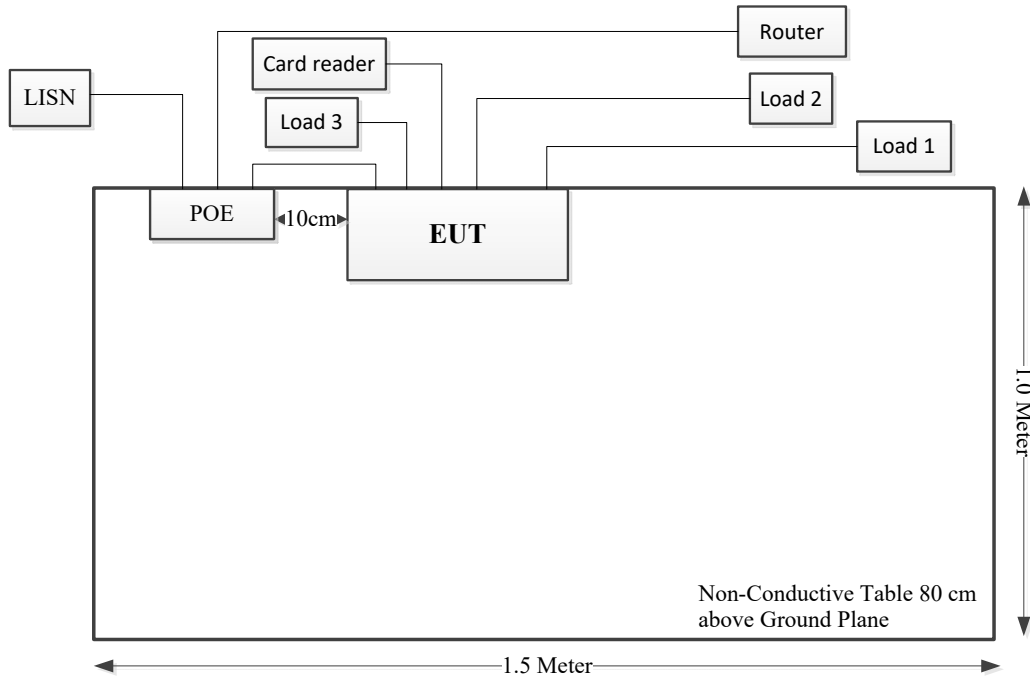 Router
Card reader
LISN
Load 2
Load 3
Load 1
POE
10cm
EUT
1.0 Meter
Non-Conductive Table 80 cm
above Ground Plane
1.5 Meter